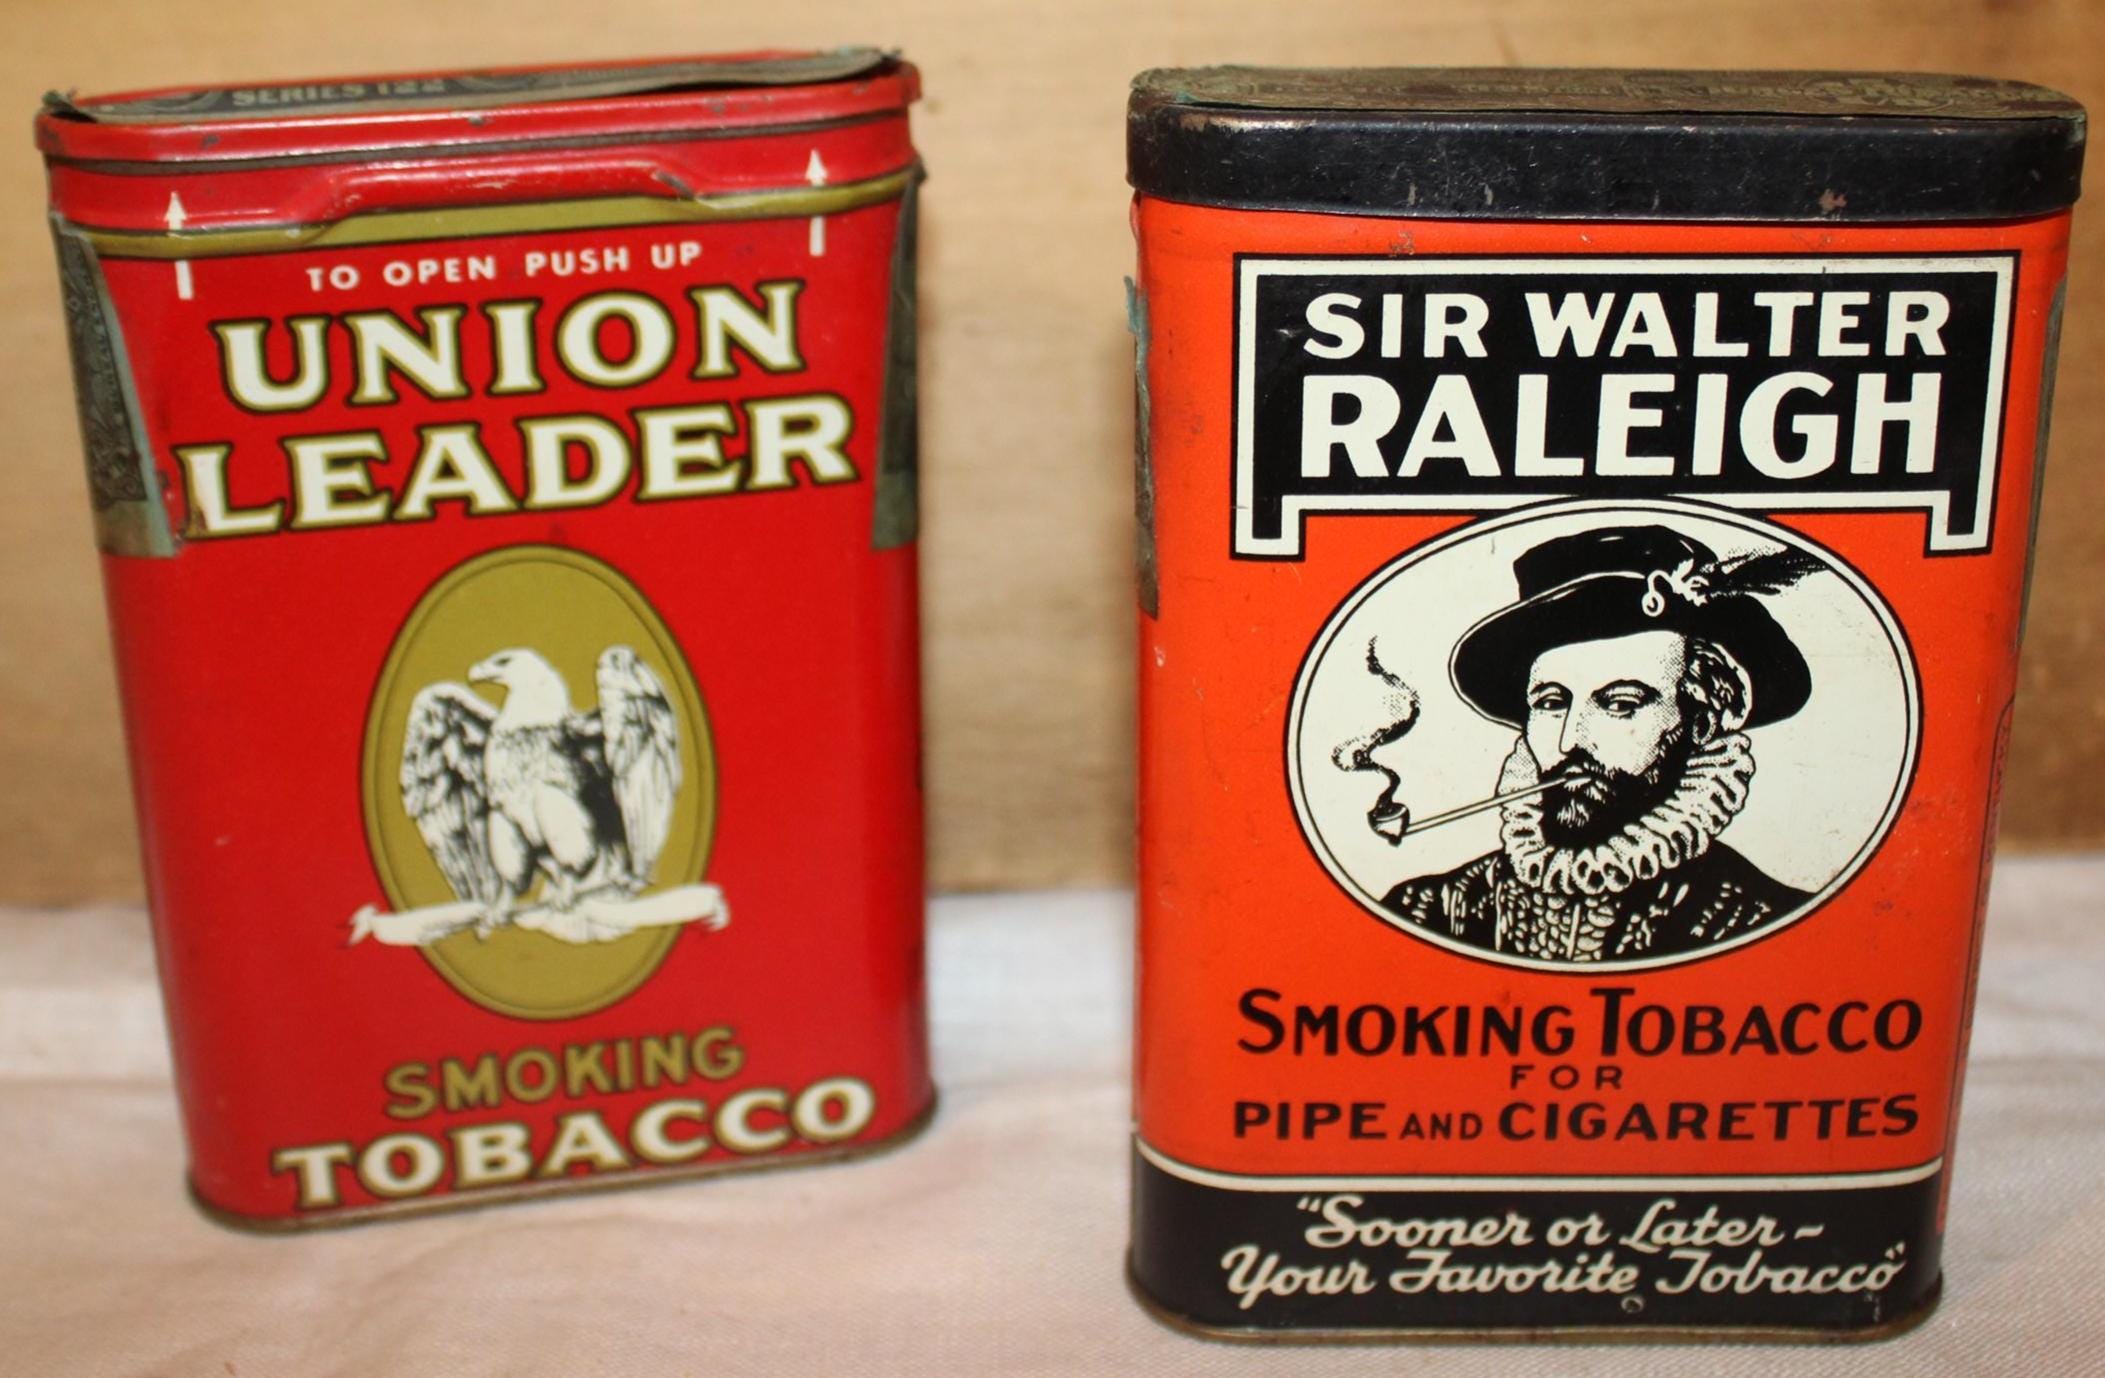 SERIES 122
TO OPEN PUSH UP
UNION
LEADER
SMOKING
TOBACCO
SIR WALTER
RALEIGH
SMOKING TOBACCO
FOR
PIPE AND CIGARETTES
"Sooner or Later-
Your Favorite Tobacco"